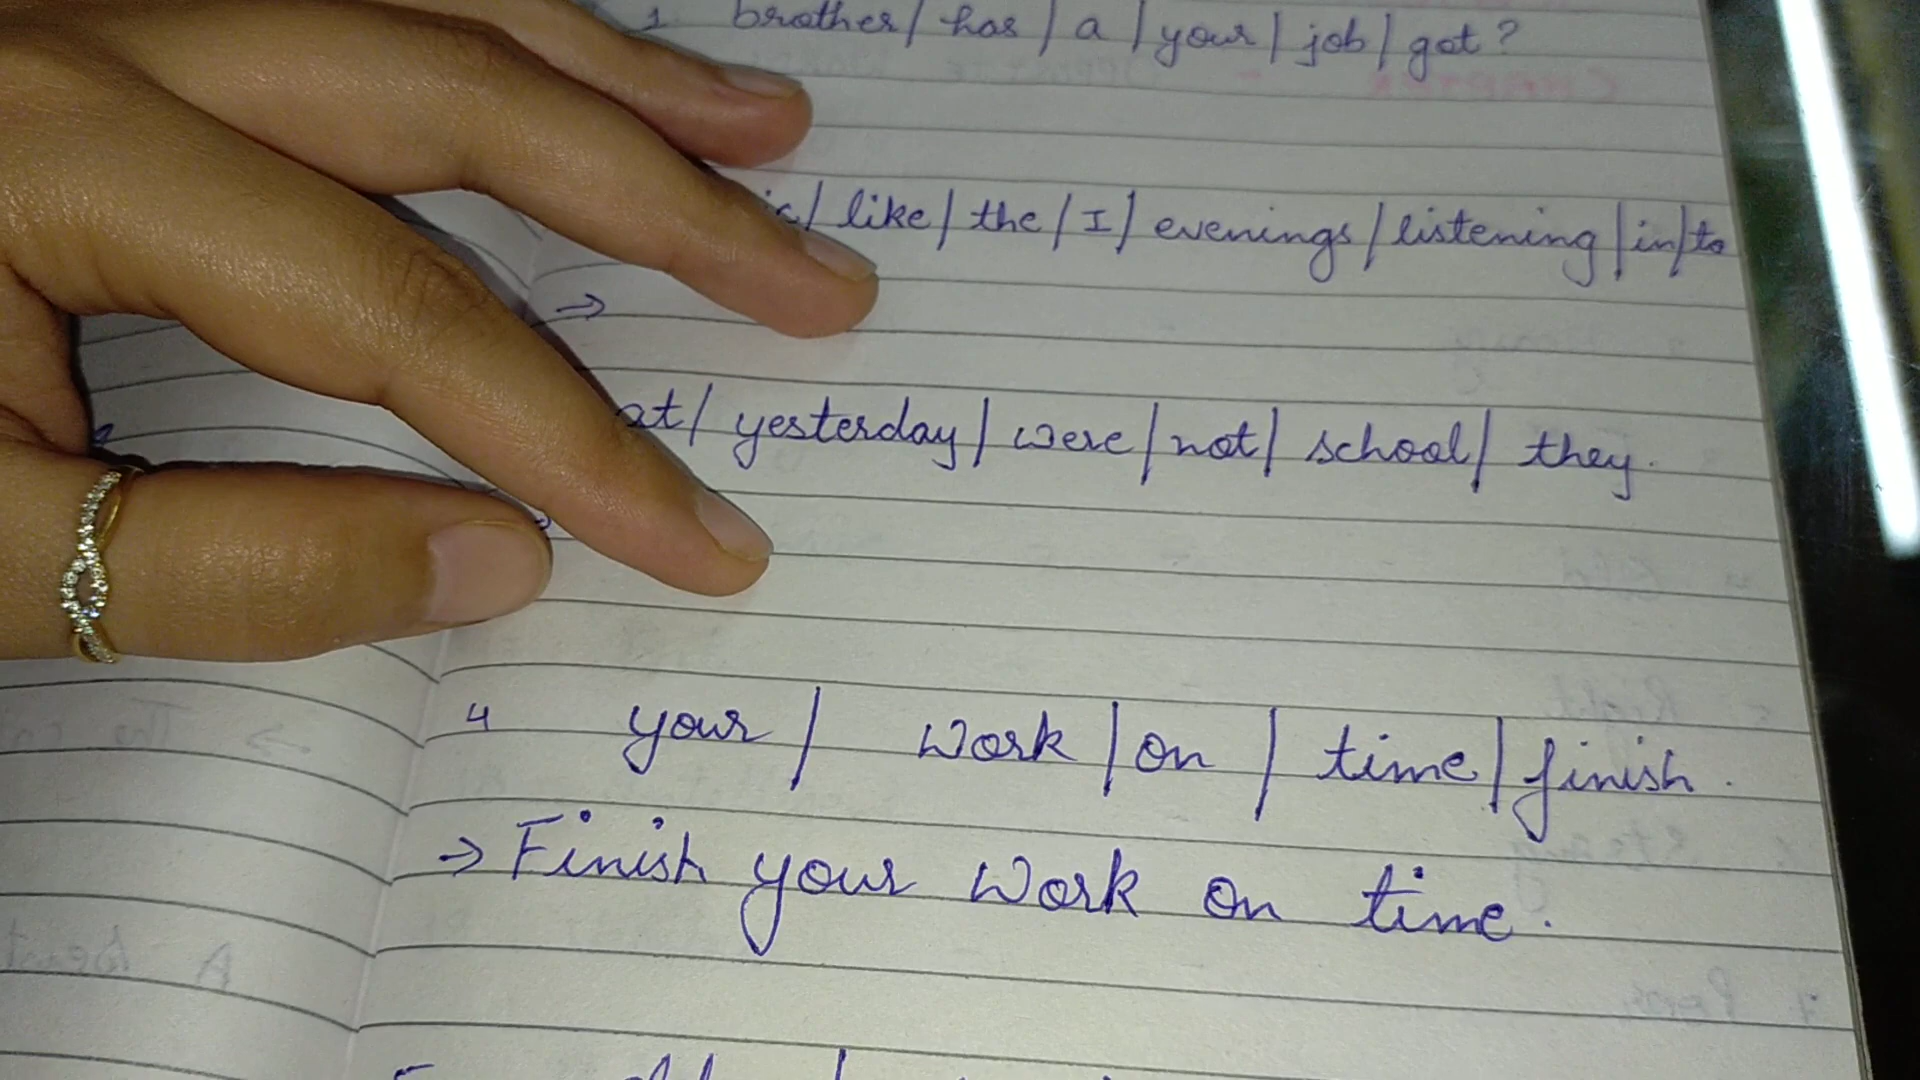 1. brother / has / a / your / job / got ?
/ like / the / I / evenings / listening / in / to
→
at / yesterday / were / not / school / they.
4 your / work / on / time / finish.
→ Finish your work on time.